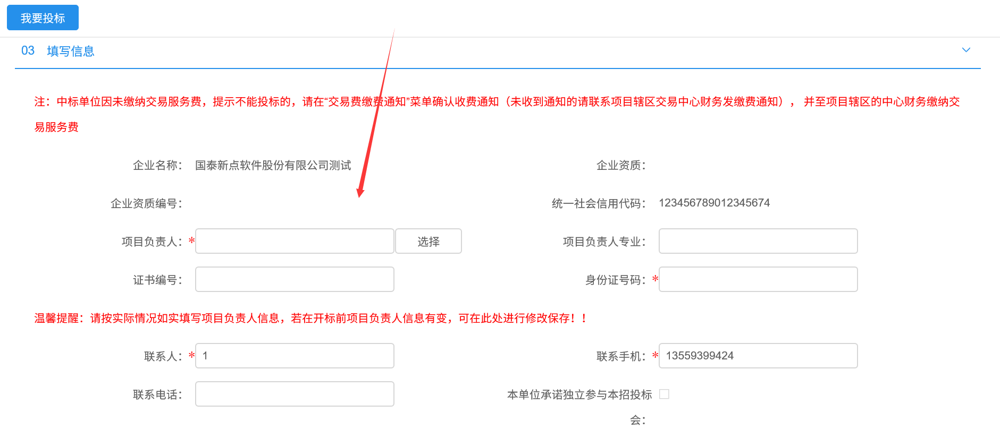 我要投标
03 填写信息
注：中标单位因未缴纳交易服务费，提示不能投标的，请在“交易费缴费通知”菜单确认收费通知（未收到通知的请联系项目辖区交易中心财务发缴费通知），并至项目辖区的中心财务缴纳交
易服务费
企业名称： 国泰新点软件股份有限公司测试 企业资质：
企业资质编号： 统一社会信用代码： 123456789012345674
项目负责人：* 选择 项目负责人专业：
证书编号： 身份证号码：*
温馨提醒：请按实际情况如实填写项目负责人信息，若在开标前项目负责人信息有变，可在此处进行修改保存！！
联系人：* 1 联系手机：* 13559399424
联系电话： 本单位承诺独立参与本招投标
会：